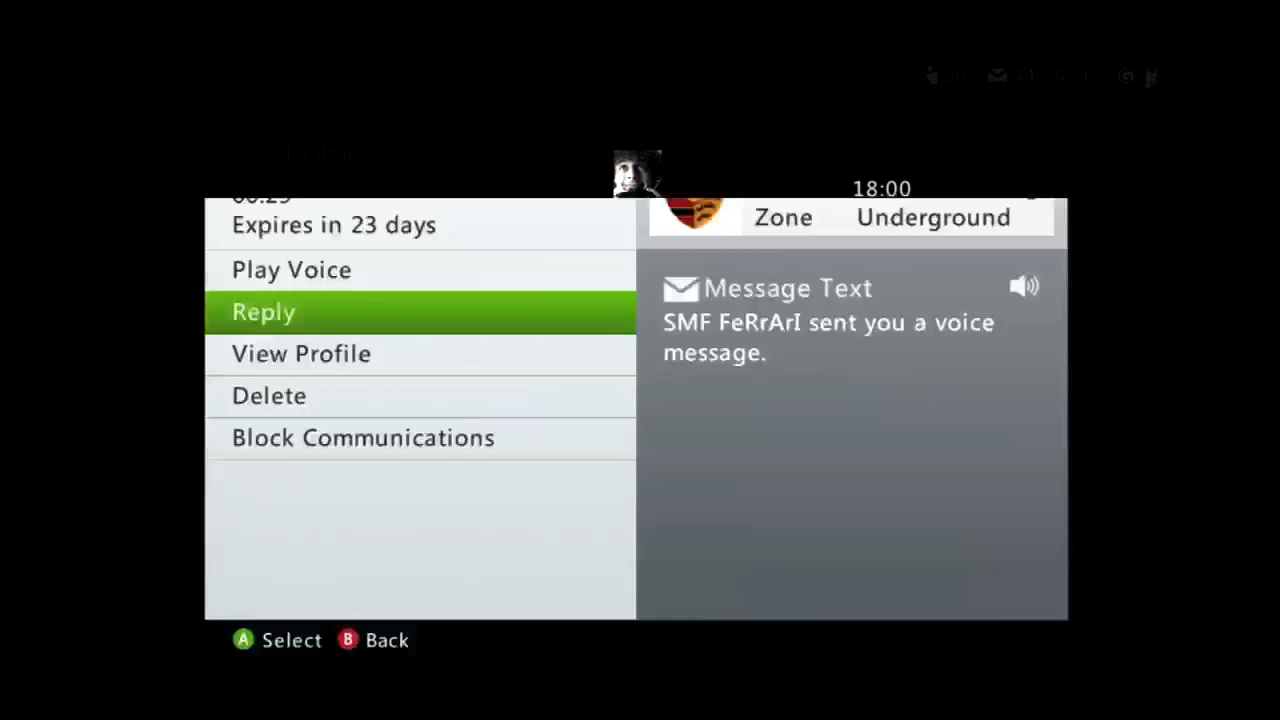 18:00
Expires in 23 days
Zone Underground
Play Voice
Reply
View Profile
Delete
Block Communications
Message Text
SMF FeRrArI sent you a voice
message.
A Select B Back